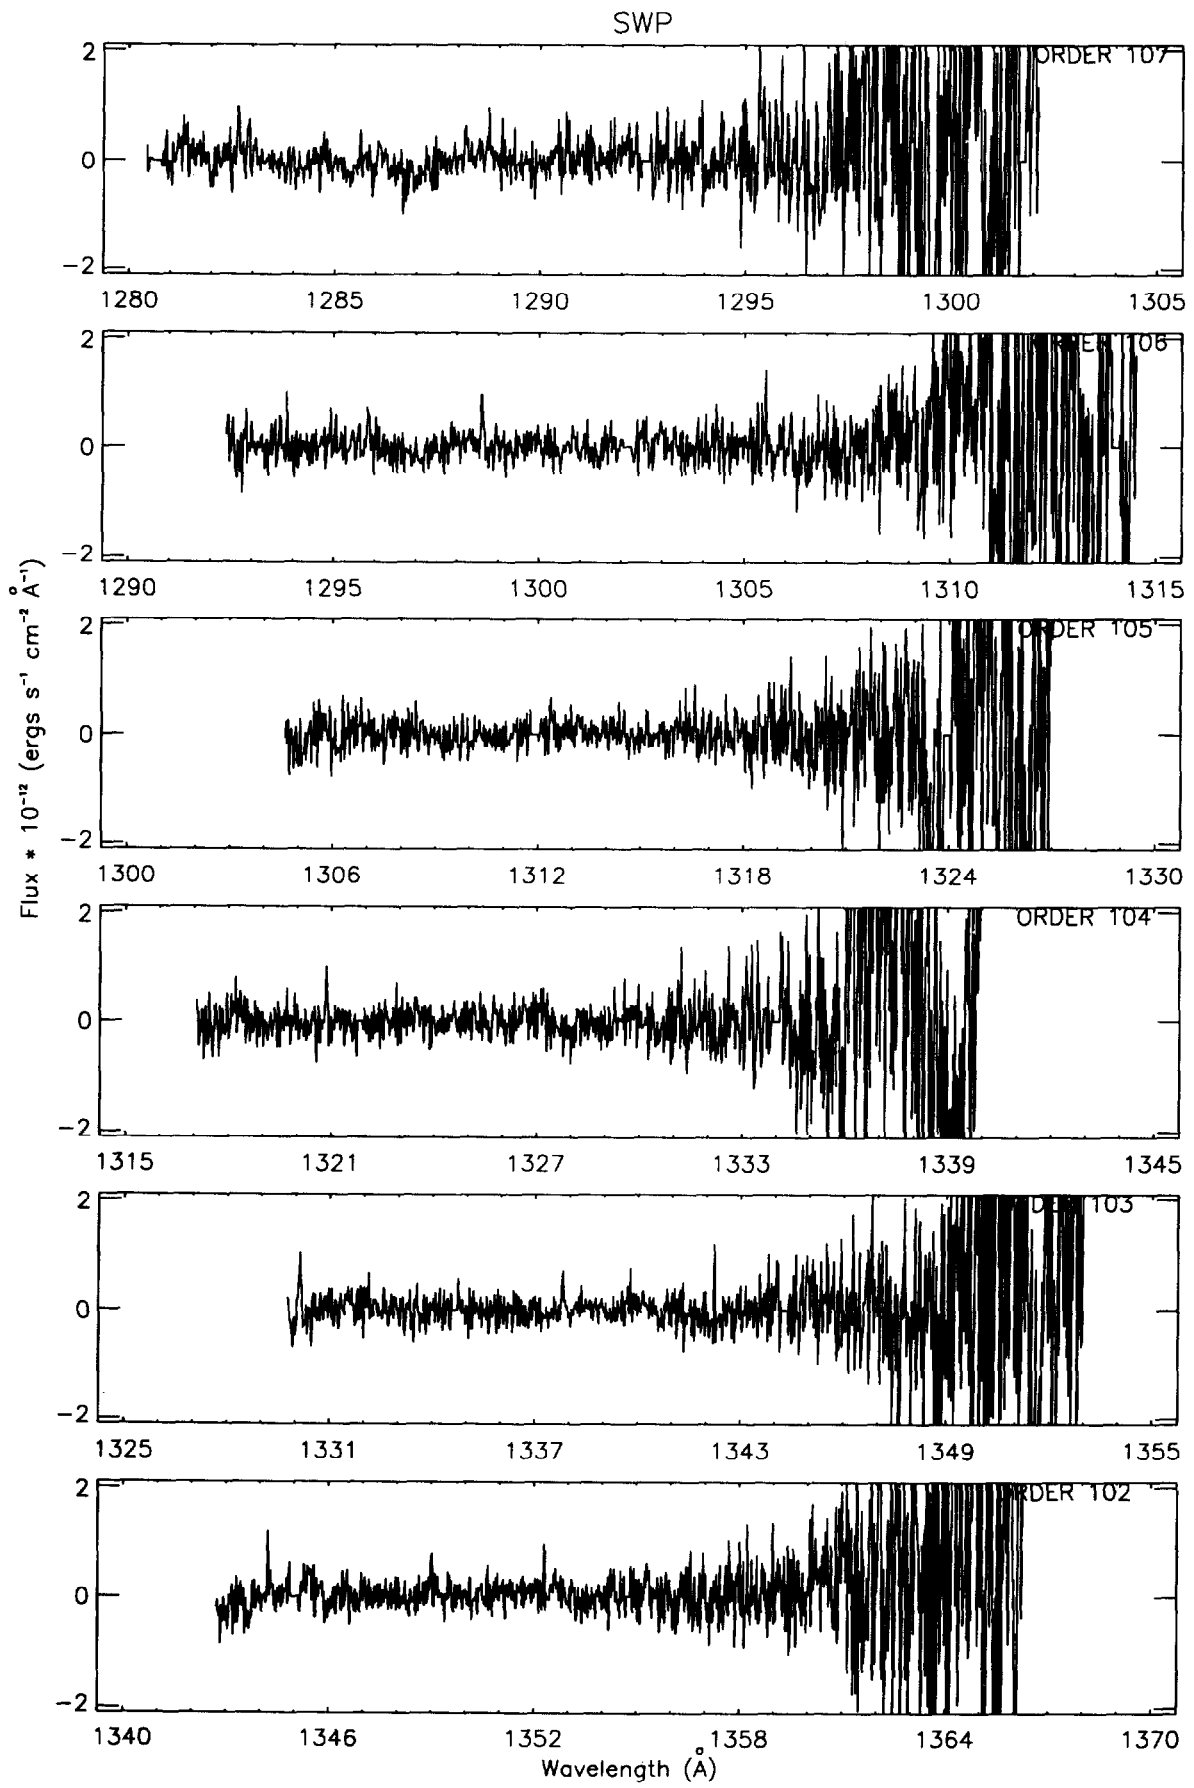 SWP
Flux * 10⁻¹² (ergs s⁻¹ cm⁻² Å⁻¹)
ORDER 107
2
0
−2
1280 1285 1290 1295 1300 1305
ORDER 106
2
0
−2
1290 1295 1300 1305 1310 1315
ORDER 105
2
0
−2
1300 1306 1312 1318 1324 1330
ORDER 104
2
0
−2
1315 1321 1327 1333 1339 1345
ORDER 103
2
0
−2
1325 1331 1337 1343 1349 1355
ORDER 102
2
0
−2
1340 1346 1352 1358 1364 1370
Wavelength (Å)